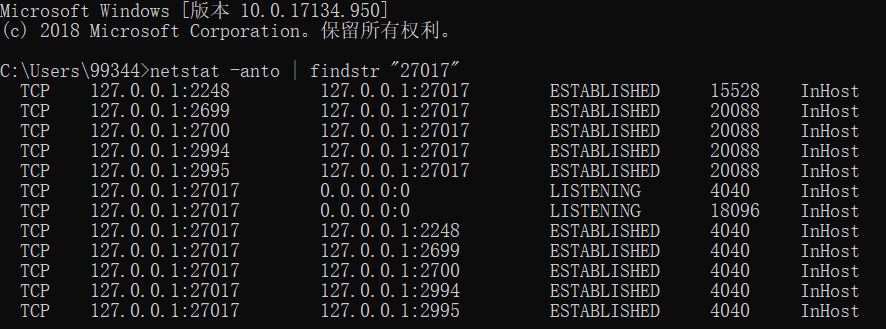 Microsoft Windows [版本 10.0.17134.950]
(c) 2018 Microsoft Corporation。保留所有权利。
C:\Users\99344>netstat -anto | findstr "27017"
TCP 127.0.0.1:2248 127.0.0.1:27017 ESTABLISHED 15528 InHost
TCP 127.0.0.1:2699 127.0.0.1:27017 ESTABLISHED 20088 InHost
TCP 127.0.0.1:2700 127.0.0.1:27017 ESTABLISHED 20088 InHost
TCP 127.0.0.1:2994 127.0.0.1:27017 ESTABLISHED 20088 InHost
TCP 127.0.0.1:2995 127.0.0.1:27017 ESTABLISHED 20088 InHost
TCP 127.0.0.1:27017 0.0.0.0:0 LISTENING 4040 InHost
TCP 127.0.0.1:27017 0.0.0.0:0 LISTENING 18096 InHost
TCP 127.0.0.1:27017 127.0.0.1:2248 ESTABLISHED 4040 InHost
TCP 127.0.0.1:27017 127.0.0.1:2699 ESTABLISHED 4040 InHost
TCP 127.0.0.1:27017 127.0.0.1:2700 ESTABLISHED 4040 InHost
TCP 127.0.0.1:27017 127.0.0.1:2994 ESTABLISHED 4040 InHost
TCP 127.0.0.1:27017 127.0.0.1:2995 ESTABLISHED 4040 InHost